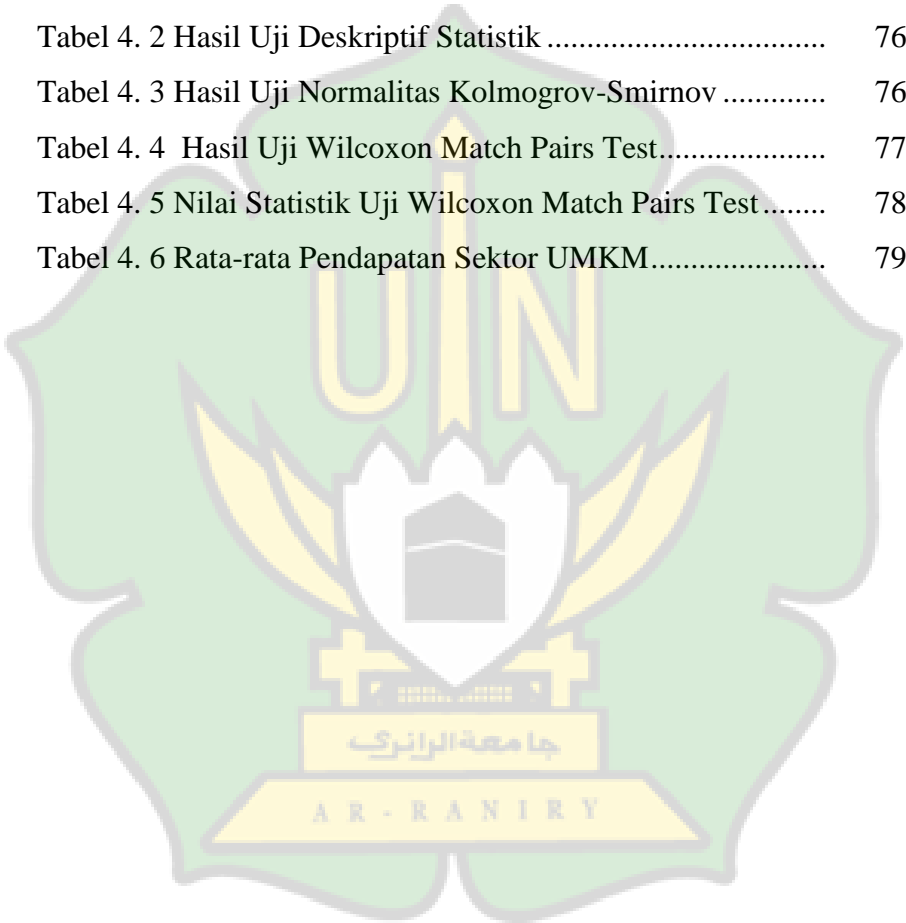 Tabel 4. 2 Hasil Uji Deskriptif Statistik ................................. 76
Tabel 4. 3 Hasil Uji Normalitas Kolmogrov-Smirnov ............. 76
Tabel 4. 4  Hasil Uji Wilcoxon Match Pairs Test..................... 77
Tabel 4. 5 Nilai Statistik Uji Wilcoxon Match Pairs Test ........ 78
Tabel 4. 6 Rata-rata Pendapatan Sektor UMKM...................... 79
UIN
جامعة الرانري
AR-RANIRY